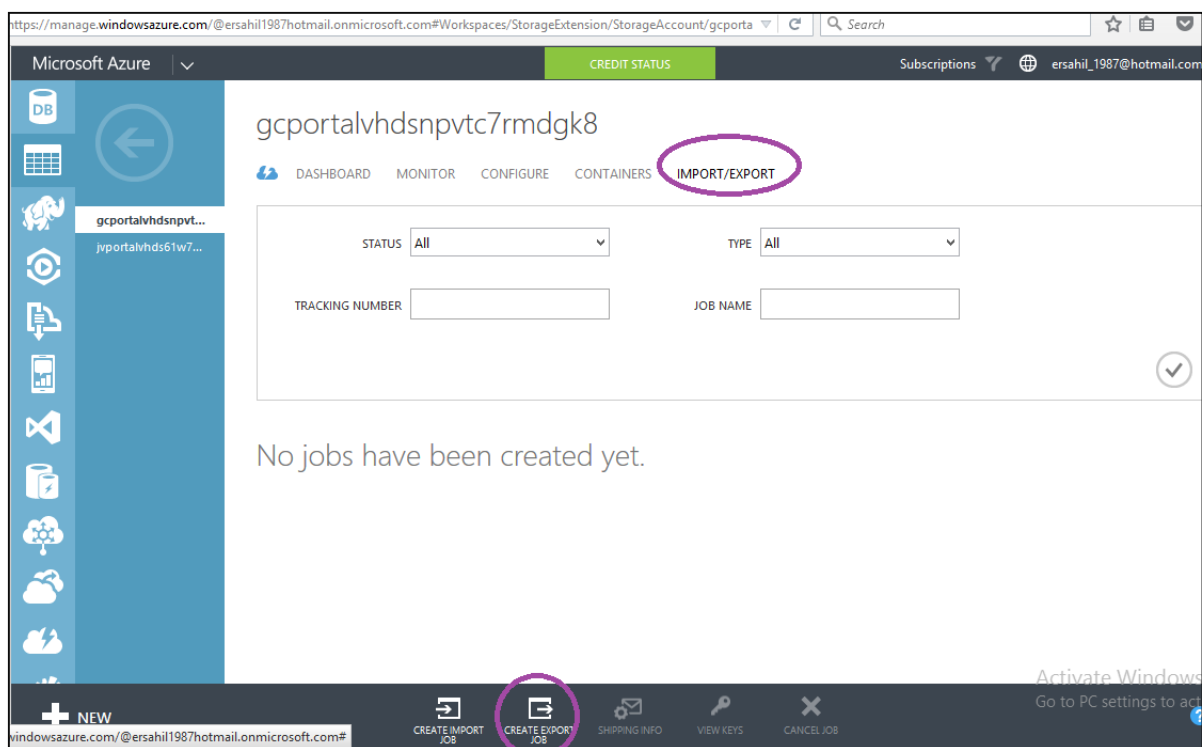 https://manage.windowsazure.com/@ersahil1987hotmail.onmicrosoft.com#Workspaces/StorageExtension/StorageAccount/gcporta
Search
Microsoft Azure
CREDIT STATUS
Subscriptions
ersahil_1987@hotmail.com
DB
gcportalvhdsnpvtc7rmdgk8
DASHBOARD MONITOR CONFIGURE CONTAINERS IMPORT/EXPORT
gcportalvhdsnpvt...
jvportalvhds61w7...
STATUS All
TYPE All
TRACKING NUMBER
JOB NAME
No jobs have been created yet.
Activate Windows
Go to PC settings to act
NEW
CREATE IMPORT JOB
CREATE EXPORT JOB
SHIPPING INFO
VIEW KEYS
CANCEL JOB
windowsazure.com/@ersahil1987hotmail.onmicrosoft.com#